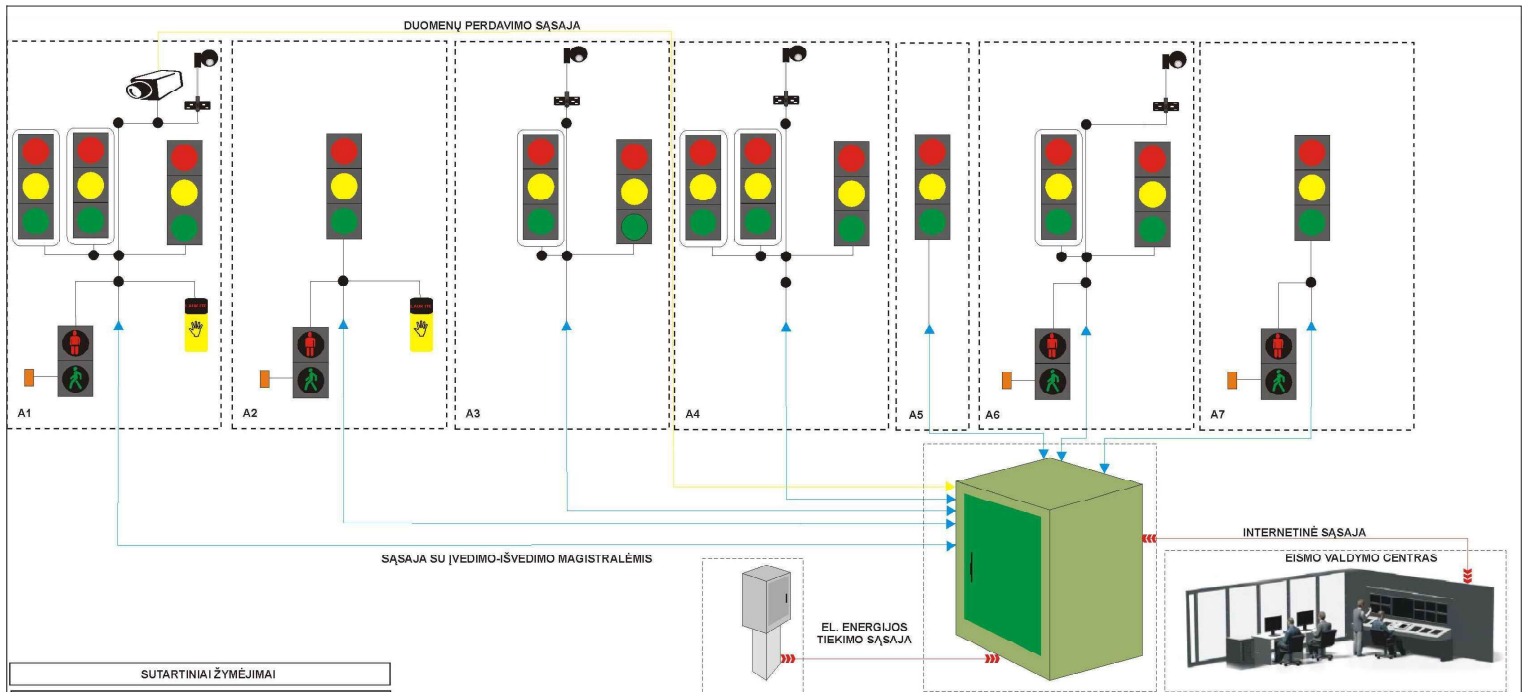 DUOMENŲ PERDAVIMO SĄSAJA
A1
A2
A3
A4
A5
A6
A7
SĄSAJA SU ĮVEDIMO-IŠVEDIMO MAGISTRALĖMIS
INTERNETINĖ SĄSAJA
EISMO VALDYMO CENTRAS
EL. ENERGIJOS
TIEKIMO SĄSAJA
SUTARTINIAI ŽYMĖJIMAI